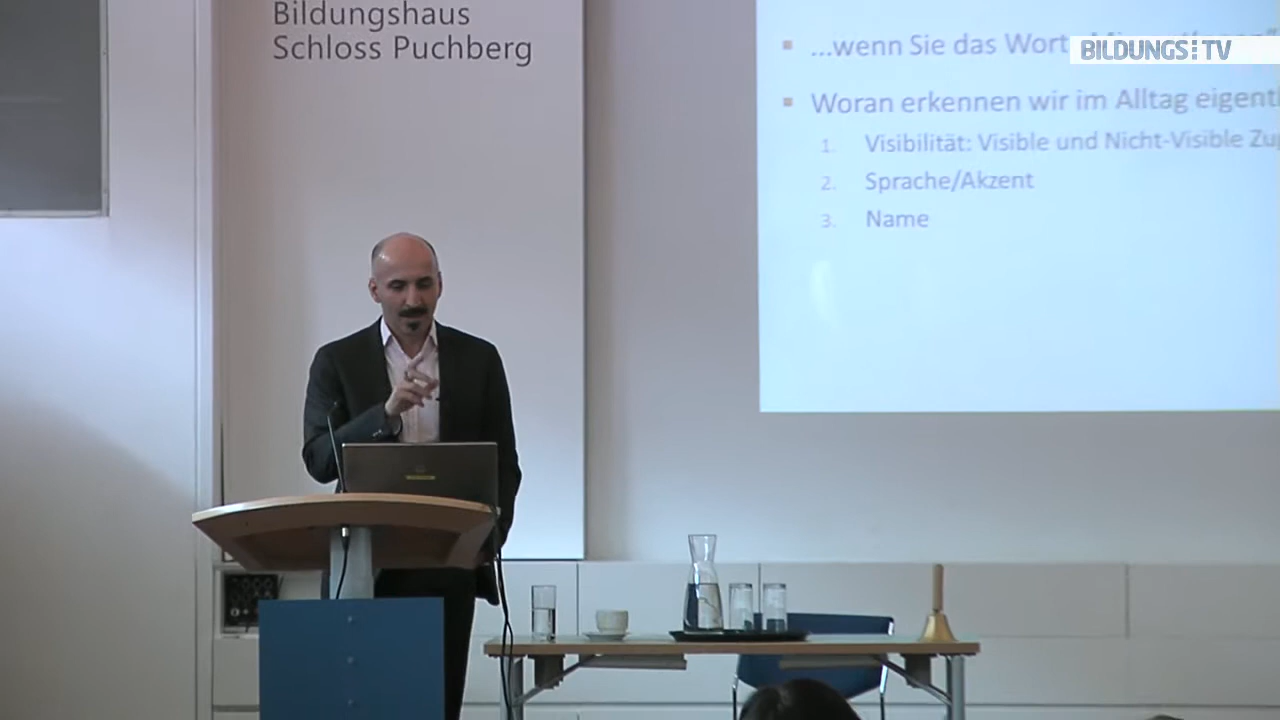 Bildungshaus
Schloss Puchberg
BILDUNGS TV
...wenn Sie das Wort
Woran erkennen wir im Alltag
1. Visibilität: Visible und Nicht-Visible
2. Sprache/Akzent
3. Name